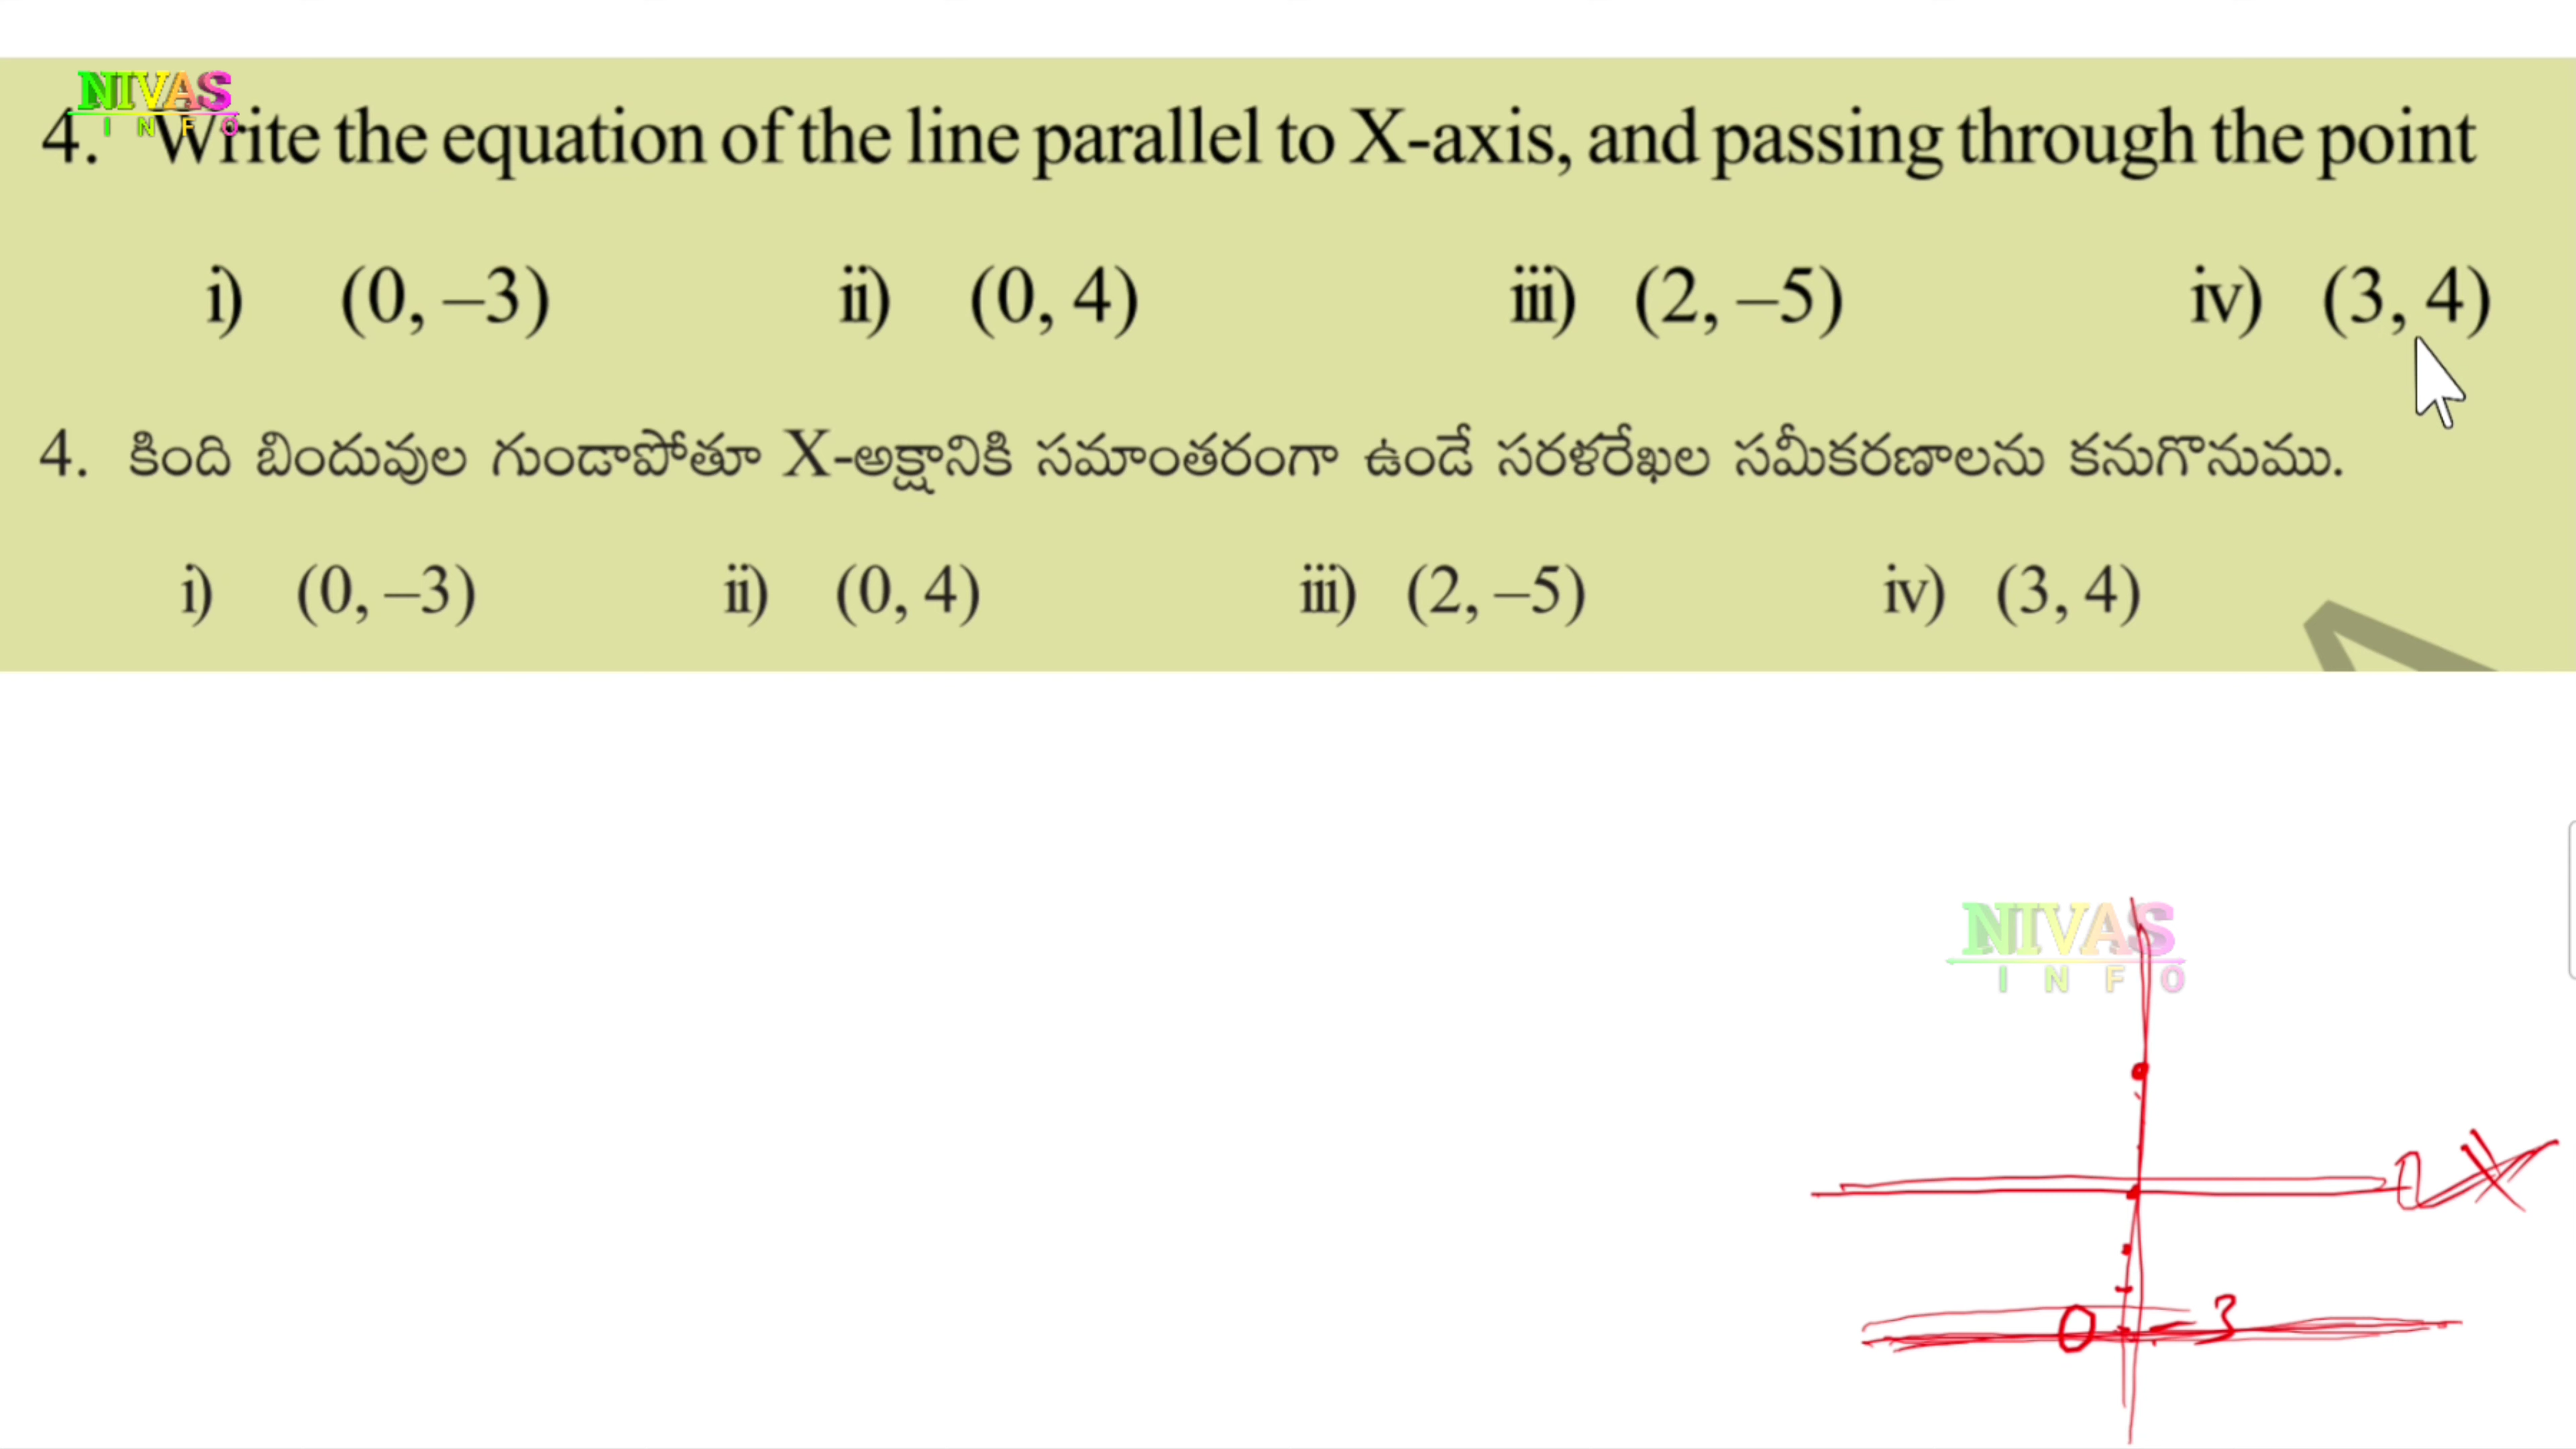 NIVAS
INFO
4. Write the equation of the line parallel to X-axis, and passing through the point
i) (0, –3) ii) (0, 4) iii) (2, –5) iv) (3, 4)
4. కింది బిందువుల గుండాపోతూ X-అక్షానికి సమాంతరంగా ఉండే సరళరేఖల సమీకరణాలను కనుగొనుము.
i) (0, –3) ii) (0, 4) iii) (2, –5) iv) (3, 4)
NIVAS
INFO
X
0 -3